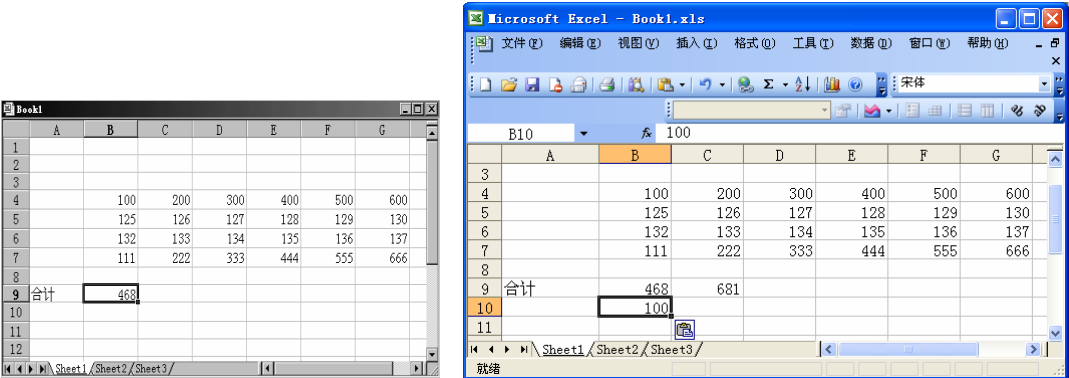 Book1
A B C D E F G
1
2
3
4 100 200 300 400 500 600
5 125 126 127 128 129 130
6 132 133 134 135 136 137
7 111 222 333 444 555 666
8
9 合计 468
10
11
12
Sheet1 Sheet2 Sheet3
Microsoft Excel - Book1.xls
文件(F) 编辑(E) 视图(V) 插入(I) 格式(O) 工具(T) 数据(D) 窗口(W) 帮助(H)
Σ 宋体
B10 fx 100
A B C D E F G
3
4 100 200 300 400 500 600
5 125 126 127 128 129 130
6 132 133 134 135 136 137
7 111 222 333 444 555 666
8
9 合计 468 681
10 100
11
Sheet1 Sheet2 Sheet3
就绪